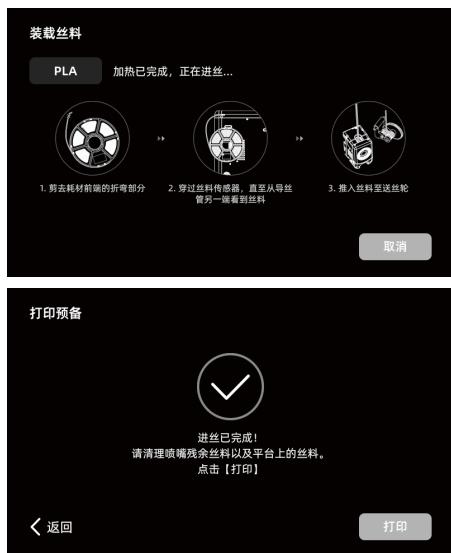 装载丝料
PLA 加热已完成，正在进丝...
1. 剪去耗材前端的折弯部分
2. 穿过丝料传感器，直至从导丝
管另一端看到丝料
3. 推入丝料至送丝轮
取消
打印预备
进丝已完成！
请清理喷嘴残余丝料以及平台上的丝料。
点击【打印】
返回
打印